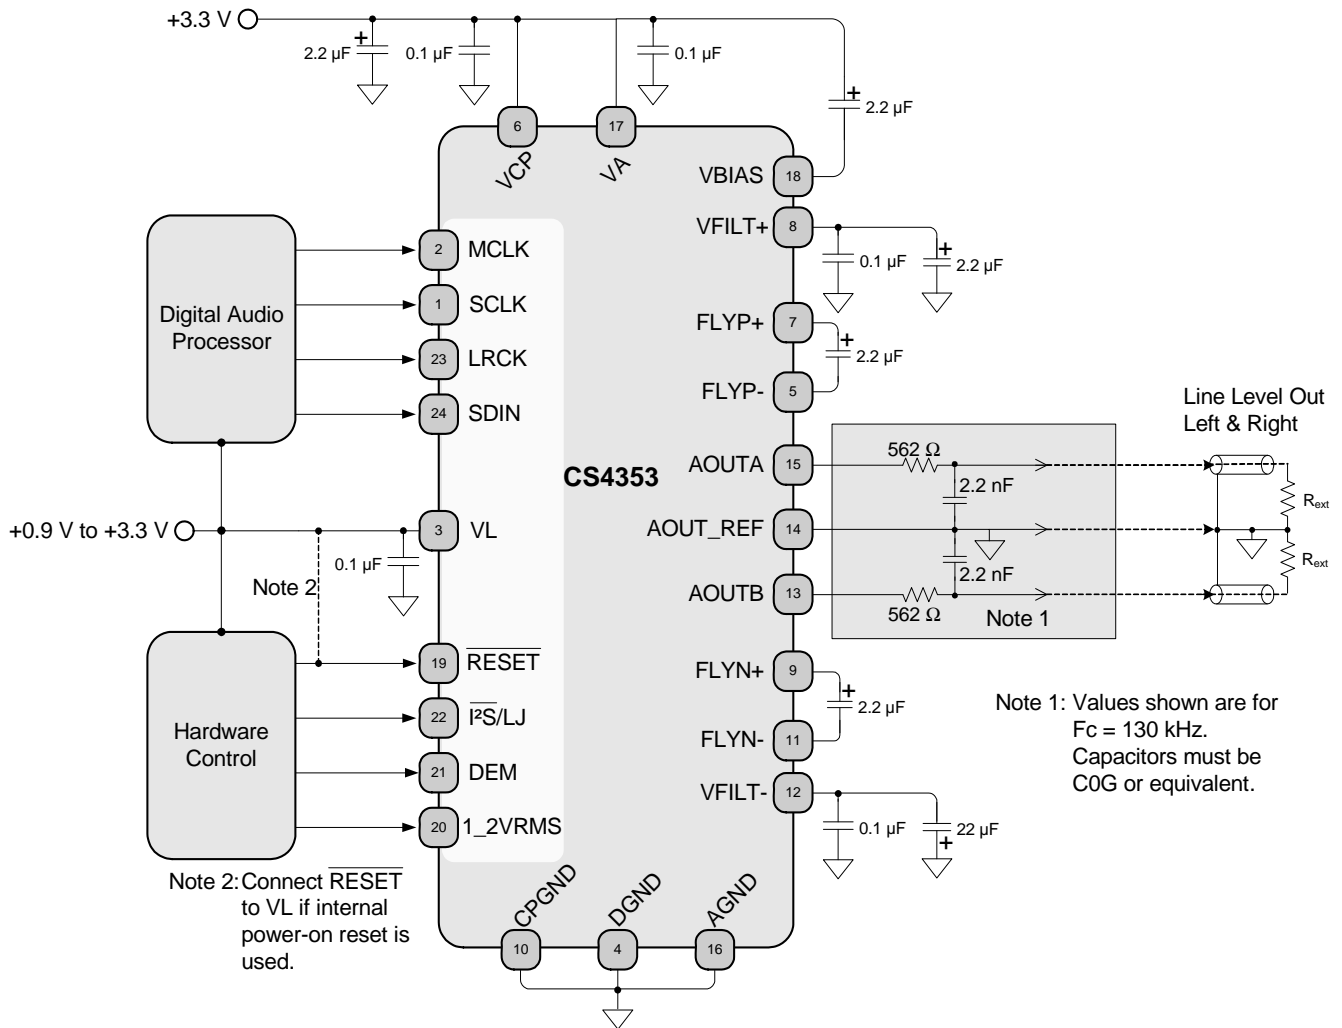 +3.3 V
2.2 µF
+
0.1 µF
0.1 µF
+
2.2 µF
6
VCP
17
VA
VBIAS
18
VFILT+
8
0.1 µF
+
2.2 µF
Digital Audio
Processor
2
MCLK
1
SCLK
23
LRCK
24
SDIN
FLYP+
7
+
2.2 µF
FLYP-
5
CS4353
AOUTA
15
562 Ω
2.2 nF
AOUT_REF
14
2.2 nF
AOUTB
13
562 Ω
Note 1
Line Level Out
Left & Right
Rext
Rext
+0.9 V to +3.3 V
3
VL
0.1 µF
Note 2
Hardware
Control
19
RESET
22
I²S/LJ
21
DEM
20
1_2VRMS
FLYN+
9
+
2.2 µF
FLYN-
11
VFILT-
12
0.1 µF
22 µF
+
Note 1: Values shown are for
Fc = 130 kHz.
Capacitors must be
C0G or equivalent.
Note 2: Connect RESET
to VL if internal
power-on reset is
used.
CPGND
10
DGND
4
AGND
16